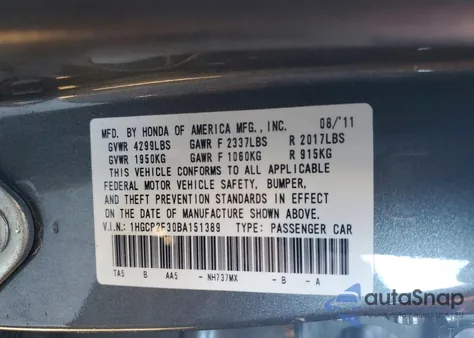 MFD. BY HONDA OF AMERICA MFG., INC. 08/'11
GVWR 4299LBS GAWR F 2337LBS R 2017LBS
GVWR 1950KG GAWR F 1060KG R 915KG
THIS VEHICLE CONFORMS TO ALL APPLICABLE
FEDERAL MOTOR VEHICLE SAFETY, BUMPER,
AND THEFT PREVENTION STANDARDS IN EFFECT ON
THE DATE OF MANUFACTURE SHOWN ABOVE.
V.I.N.: 1HGCP2F30BA151389 TYPE: PASSENGER CAR
TA5 B AA5 - NH737MX - B - A
autoSnap